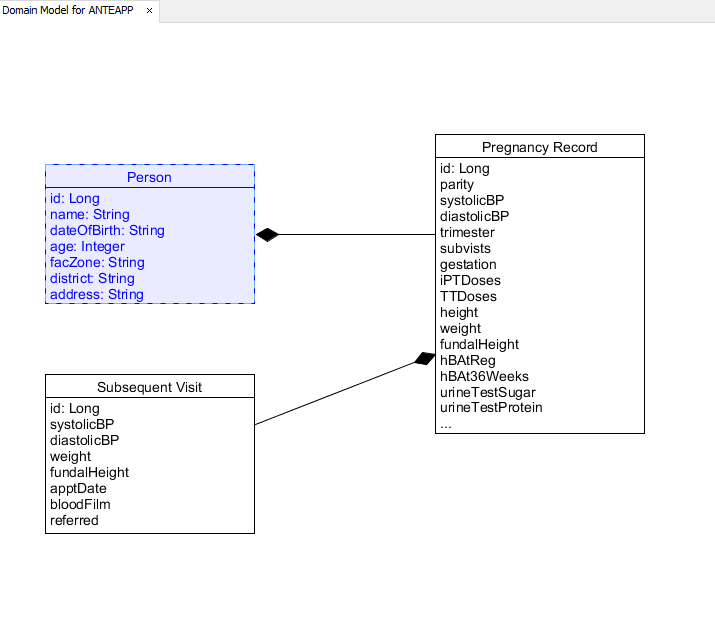 Domain Model for ANTEAPP ×
Person
id: Long
name: String
dateOfBirth: String
age: Integer
facZone: String
district: String
address: String
Pregnancy Record
id: Long
parity
systolicBP
diastolicBP
trimester
subvists
gestation
iPTDoses
TTDoses
height
weight
fundalHeight
hBAtReg
hBAt36Weeks
urineTestSugar
urineTestProtein
...
Subsequent Visit
id: Long
systolicBP
diastolicBP
weight
fundalHeight
apptDate
bloodFilm
referred